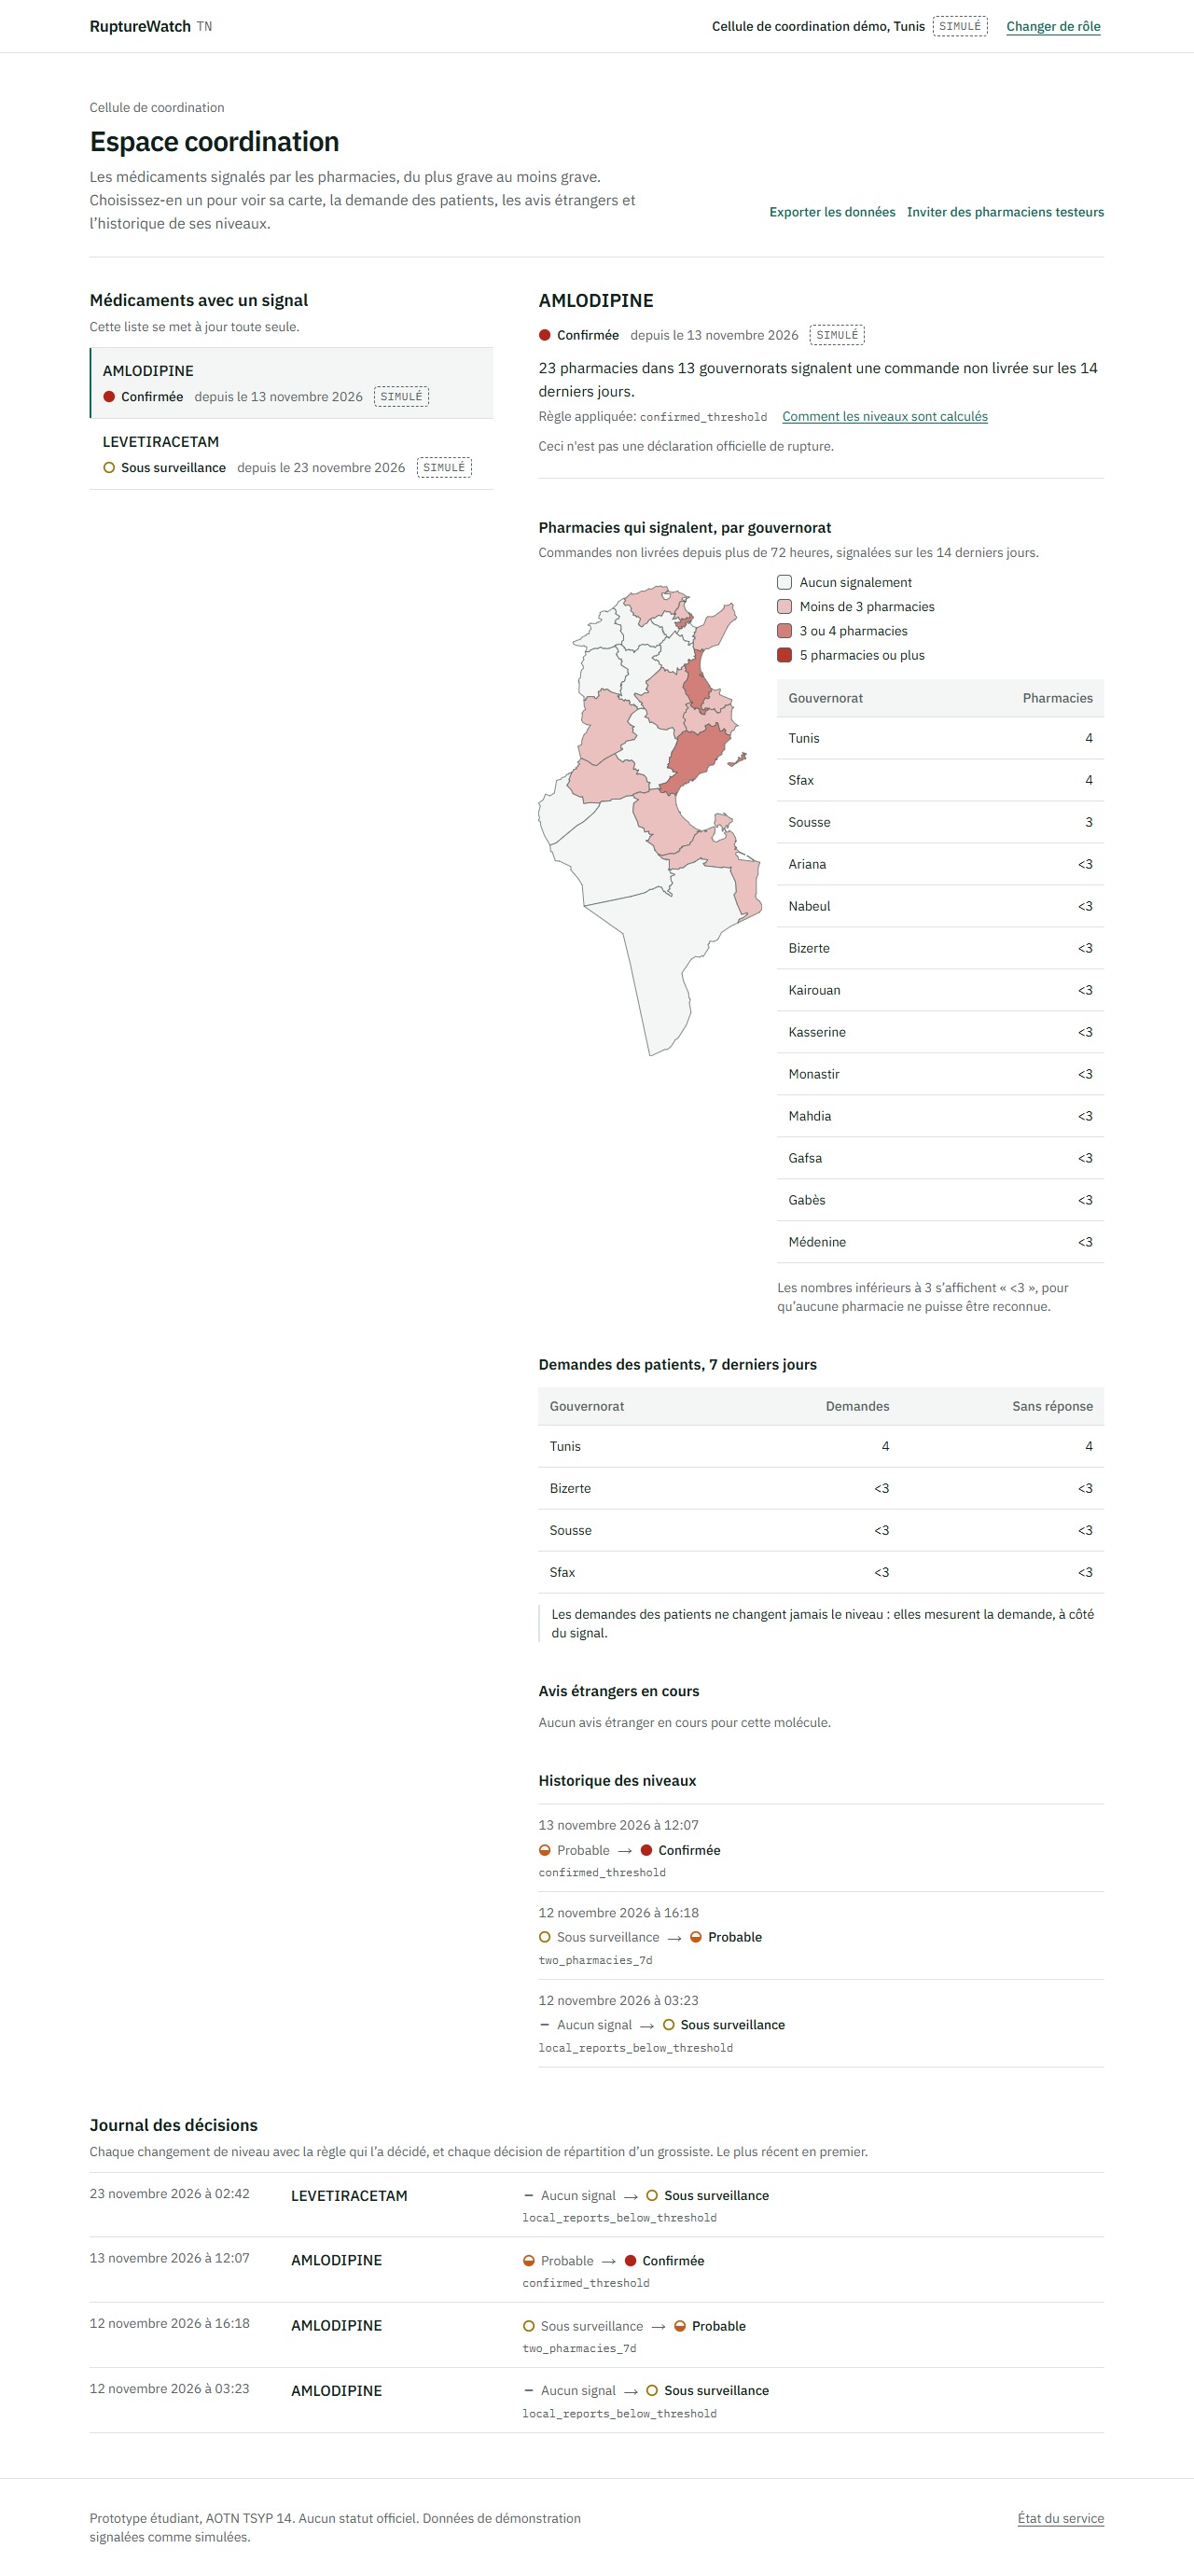 RuptureWatch TN
Cellule de coordination démo, Tunis SIMULÉ Changer de rôle
Cellule de coordination
Espace coordination
Les médicaments signalés par les pharmacies, du plus grave au moins grave.
Choisissez-en un pour voir sa carte, la demande des patients, les avis étrangers et
l’historique de ses niveaux.
Exporter les données Inviter des pharmaciens testeurs
Médicaments avec un signal
Cette liste se met à jour toute seule.
AMLODIPINE
Confirmée depuis le 13 novembre 2026 SIMULÉ
LEVETIRACETAM
Sous surveillance depuis le 23 novembre 2026 SIMULÉ
AMLODIPINE
Confirmée depuis le 13 novembre 2026 SIMULÉ
23 pharmacies dans 13 gouvernorats signalent une commande non livrée sur les 14
derniers jours.
Règle appliquée: confirmed_threshold Comment les niveaux sont calculés
Ceci n'est pas une déclaration officielle de rupture.
Pharmacies qui signalent, par gouvernorat
Commandes non livrées depuis plus de 72 heures, signalées sur les 14 derniers jours.
Aucun signalement
Moins de 3 pharmacies
3 ou 4 pharmacies
5 pharmacies ou plus
Gouvernorat Pharmacies
Tunis 4
Sfax 4
Sousse 3
Ariana <3
Nabeul <3
Bizerte <3
Kairouan <3
Kasserine <3
Monastir <3
Mahdia <3
Gafsa <3
Gabès <3
Médenine <3
Les nombres inférieurs à 3 s’affichent « <3 », pour
qu’aucune pharmacie ne puisse être reconnue.
Demandes des patients, 7 derniers jours
Gouvernorat Demandes Sans réponse
Tunis 4 4
Bizerte <3 <3
Sousse <3 <3
Sfax <3 <3
Les demandes des patients ne changent jamais le niveau : elles mesurent la demande, à côté
du signal.
Avis étrangers en cours
Aucun avis étranger en cours pour cette molécule.
Historique des niveaux
13 novembre 2026 à 12:07
Probable → Confirmée
confirmed_threshold
12 novembre 2026 à 16:18
Sous surveillance → Probable
two_pharmacies_7d
12 novembre 2026 à 03:23
Aucun signal → Sous surveillance
local_reports_below_threshold
Journal des décisions
Chaque changement de niveau avec la règle qui l’a décidé, et chaque décision de répartition d’un grossiste. Le plus récent en premier.
23 novembre 2026 à 02:42 LEVETIRACETAM Aucun signal → Sous surveillance
local_reports_below_threshold
13 novembre 2026 à 12:07 AMLODIPINE Probable → Confirmée
confirmed_threshold
12 novembre 2026 à 16:18 AMLODIPINE Sous surveillance → Probable
two_pharmacies_7d
12 novembre 2026 à 03:23 AMLODIPINE Aucun signal → Sous surveillance
local_reports_below_threshold
Prototype étudiant, AOTN TSYP 14. Aucun statut officiel. Données de démonstration
signalées comme simulées.
État du service